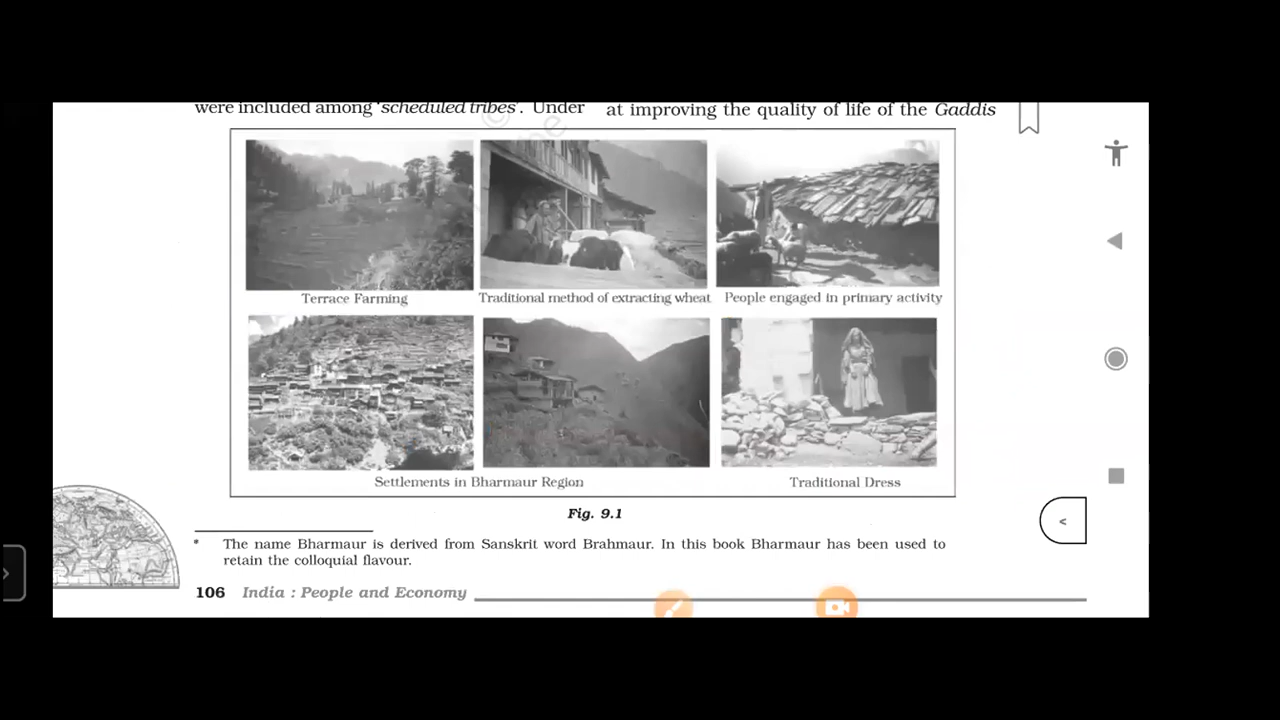 were included among 'scheduled tribes'. Under
at improving the quality of life of the Gaddis
Terrace Farming
Traditional method of extracting wheat
People engaged in primary activity
Settlements in Bharmaur Region
Traditional Dress
Fig. 9.1
* The name Bharmaur is derived from Sanskrit word Brahmaur. In this book Bharmaur has been used to
retain the colloquial flavour.
106 India : People and Economy